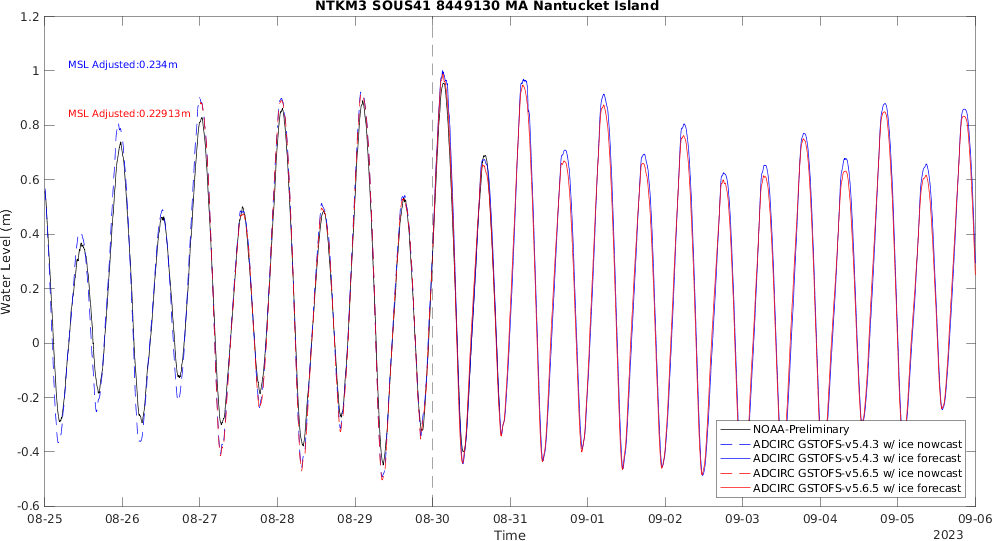 NTKM3 SOUS41 8449130 MA Nantucket Island
1.2
1
0.8
0.6
0.4
0.2
0
-0.2
-0.4
-0.6
Water Level (m)
MSL Adjusted:0.234m
MSL Adjusted:0.22913m
NOAA-Preliminary
ADCIRC GSTOFS-v5.4.3 w/ ice nowcast
ADCIRC GSTOFS-v5.4.3 w/ ice forecast
ADCIRC GSTOFS-v5.6.5 w/ ice nowcast
ADCIRC GSTOFS-v5.6.5 w/ ice forecast
08-25 08-26 08-27 08-28 08-29 08-30 08-31 09-01 09-02 09-03 09-04 09-05 09-06
Time
2023